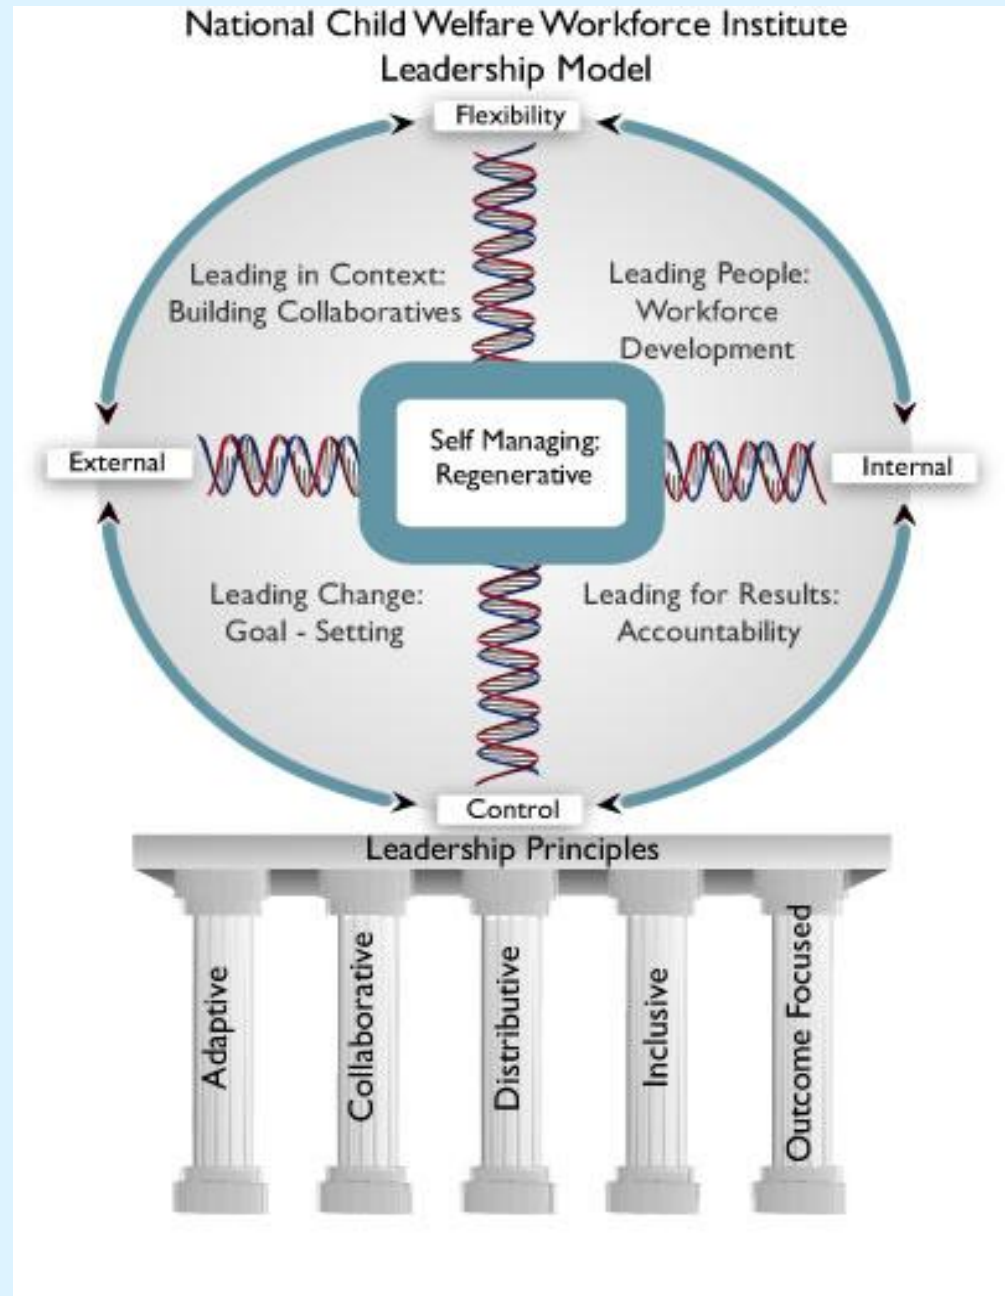 National Child Welfare Workforce Institute
Leadership Model
Flexibility
Leading in Context:
Building Collaboratives
Leading People:
Workforce
Development
External
Self Managing:
Regenerative
Internal
Leading Change:
Goal - Setting
Leading for Results:
Accountability
Control
Leadership Principles
Adaptive
Collaborative
Distributive
Inclusive
Outcome Focused